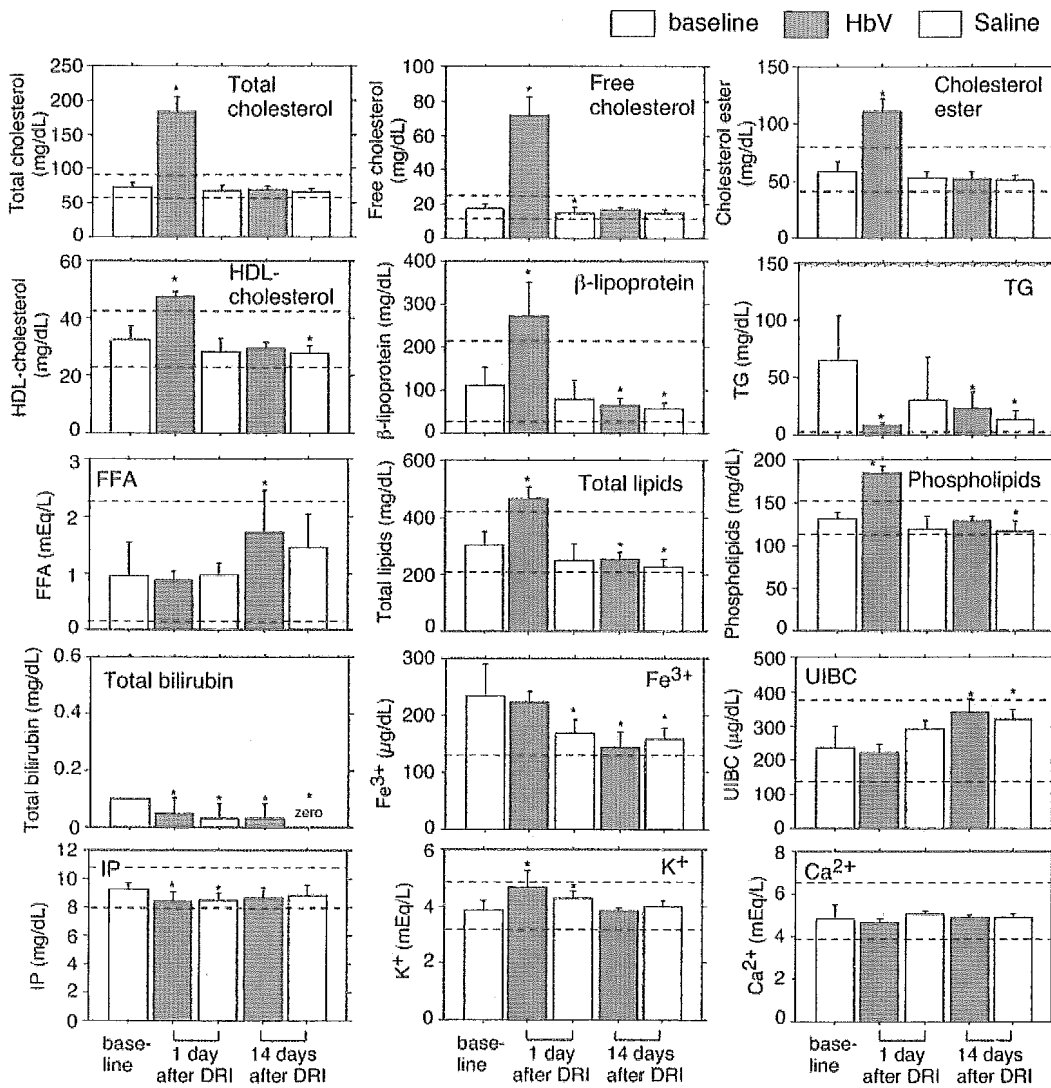 baseline HbV Saline
Total cholesterol
(mg/dL)
250
200
150
100
50
0
Total
cholesterol
*
Free cholesterol
(mg/dL)
100
80
60
40
20
0
Free
cholesterol
*
*
Cholesterol ester
(mg/dL)
150
100
50
0
Cholesterol
ester
*
HDL-cholesterol
(mg/dL)
60
40
20
0
HDL-
cholesterol
*
*
β-lipoprotein (mg/dL)
400
300
200
100
0
β-lipoprotein
*
*
*
TG (mg/dL)
150
100
50
0
TG
*
*
*
FFA (mEq/L)
3
2
1
0
FFA
*
Total lipids (mg/dL)
600
400
200
0
Total lipids
*
*
*
Phospholipids (mg/dL)
200
150
100
50
0
Phospholipids
*
*
Total bilirubin (mg/dL)
0.6
0.4
0.2
0
Total bilirubin
*
*
*
*
zero
Fe3+ (µg/dL)
300
200
100
0
Fe3+
*
*
*
UIBC (µg/dL)
500
400
300
200
100
0
UIBC
*
*
IP (mg/dL)
12
10
8
6
4
2
0
IP
*
*
K+ (mEq/L)
6
4
2
0
K+
*
*
Ca2+ (mEq/L)
8
6
4
2
0
Ca2+
base-
line
1 day
after DRI
14 days
after DRI
base-
line
1 day
after DRI
14 days
after DRI
base-
line
1 day
after DRI
14 days
after DRI